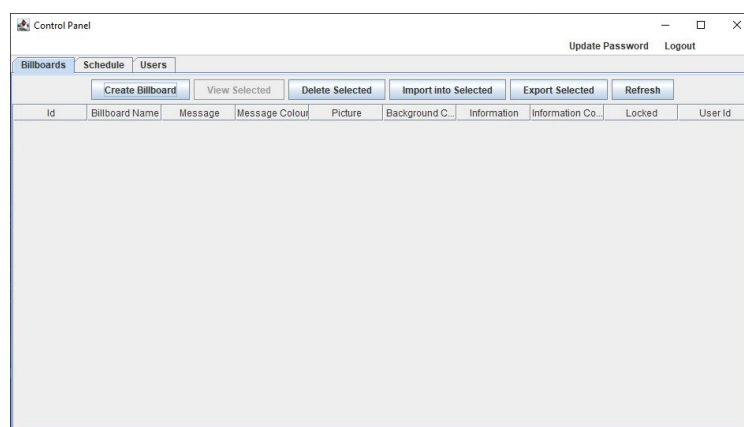 Control Panel
Update Password Logout
Billboards Schedule Users
Create Billboard View Selected Delete Selected Import into Selected Export Selected Refresh
Id Billboard Name Message Message Colour Picture Background C... Information Information Co... Locked User Id